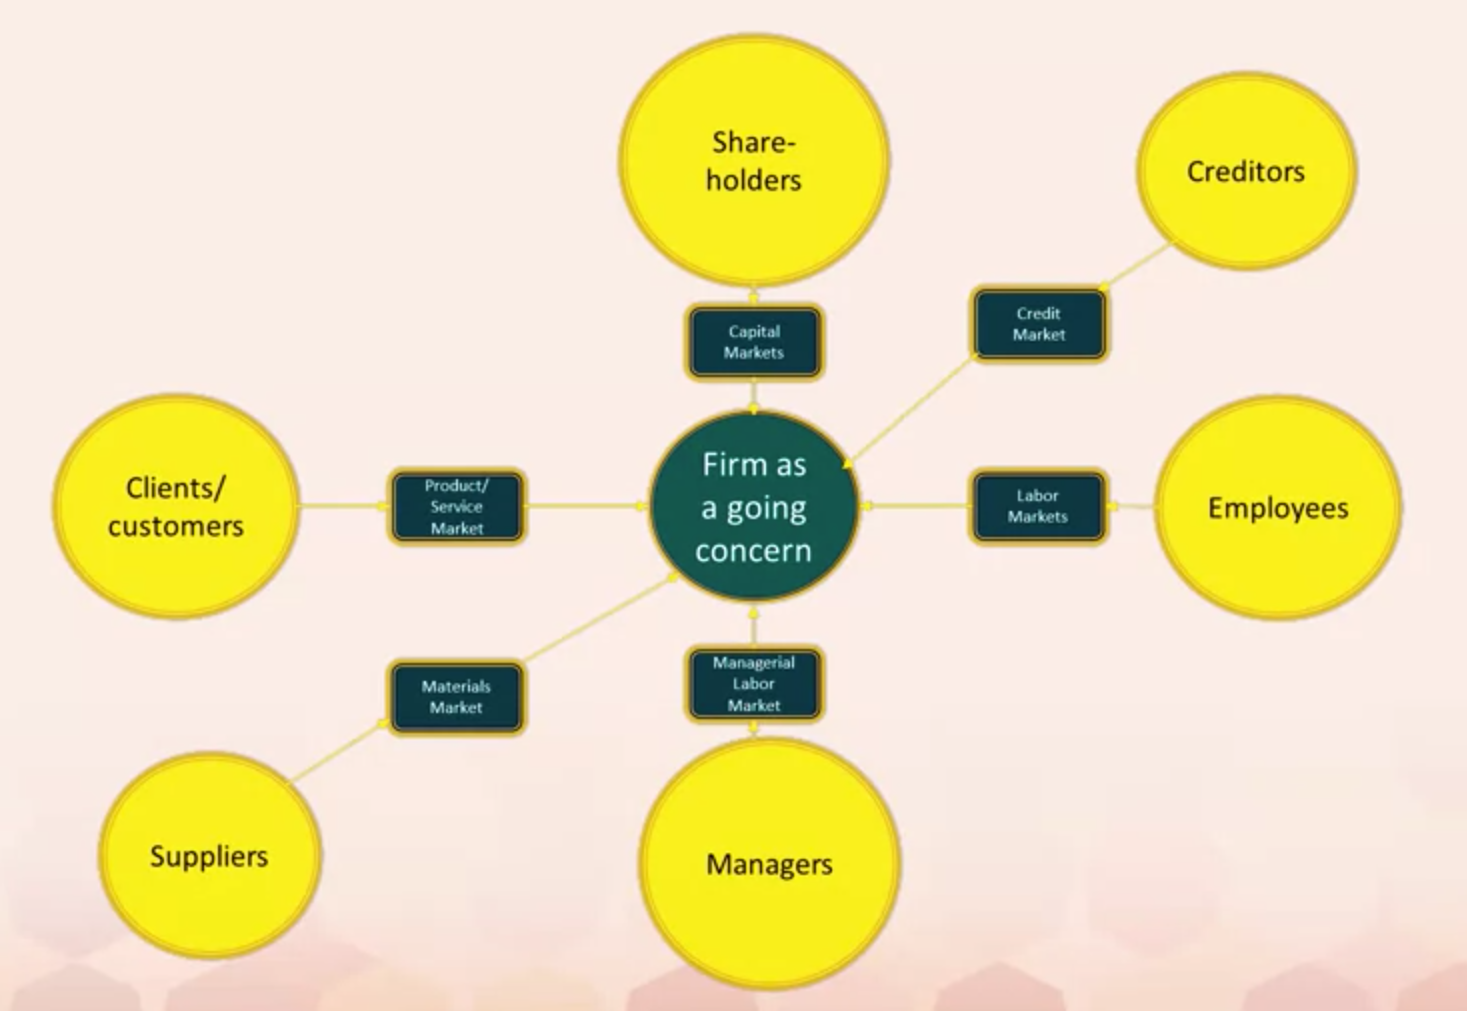 Share-
holders
Creditors
Capital
Markets
Credit
Market
Clients/
customers
Product/
Service
Market
Firm as
a going
concern
Labor
Markets
Employees
Materials
Market
Managerial
Labor
Market
Suppliers
Managers